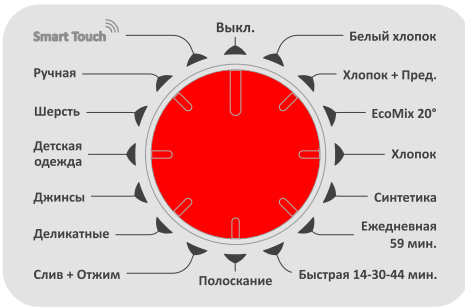 Smart Touch
Выкл.
Белый хлопок
Ручная
Хлопок + Пред.
Шерсть
EcoMix 20°
Детская
одежда
Хлопок
Джинсы
Синтетика
Деликатные
Ежедневная
59 мин.
Слив + Отжим
Полоскание
Быстрая 14-30-44 мин.